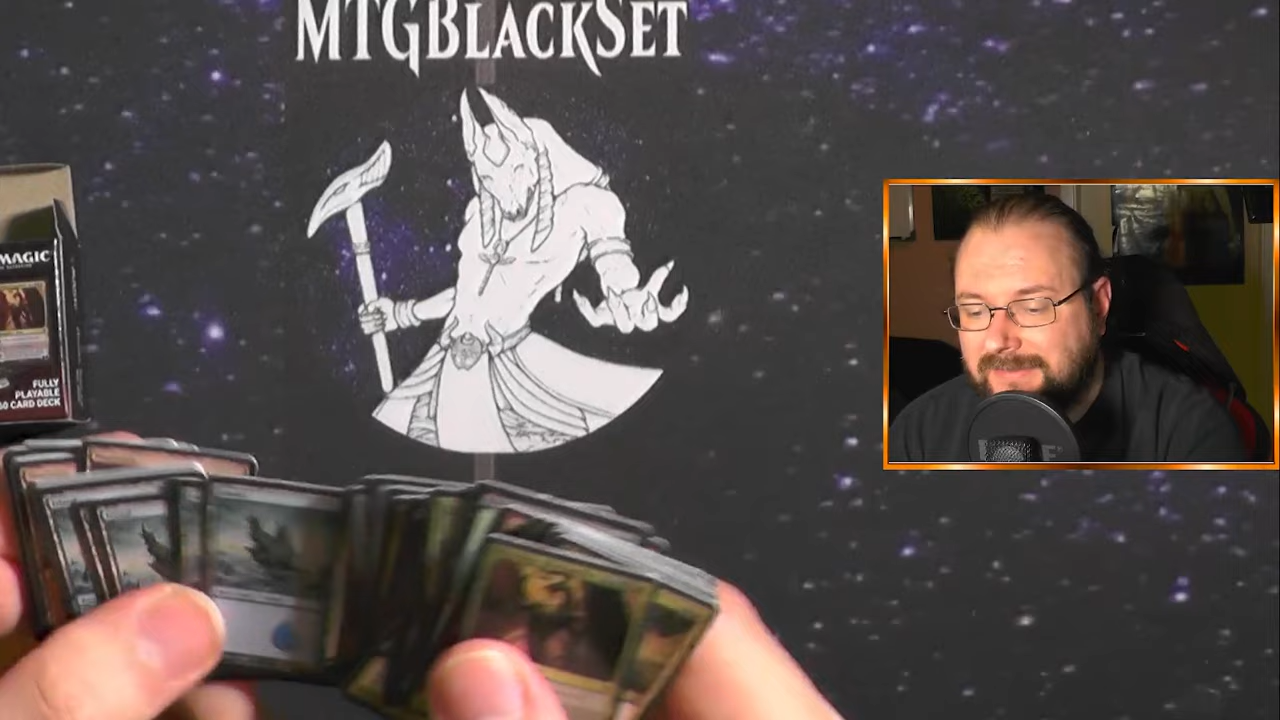 MTGBLACKSET
MAGIC
FULLY
PLAYABLE
60 CARD DECK